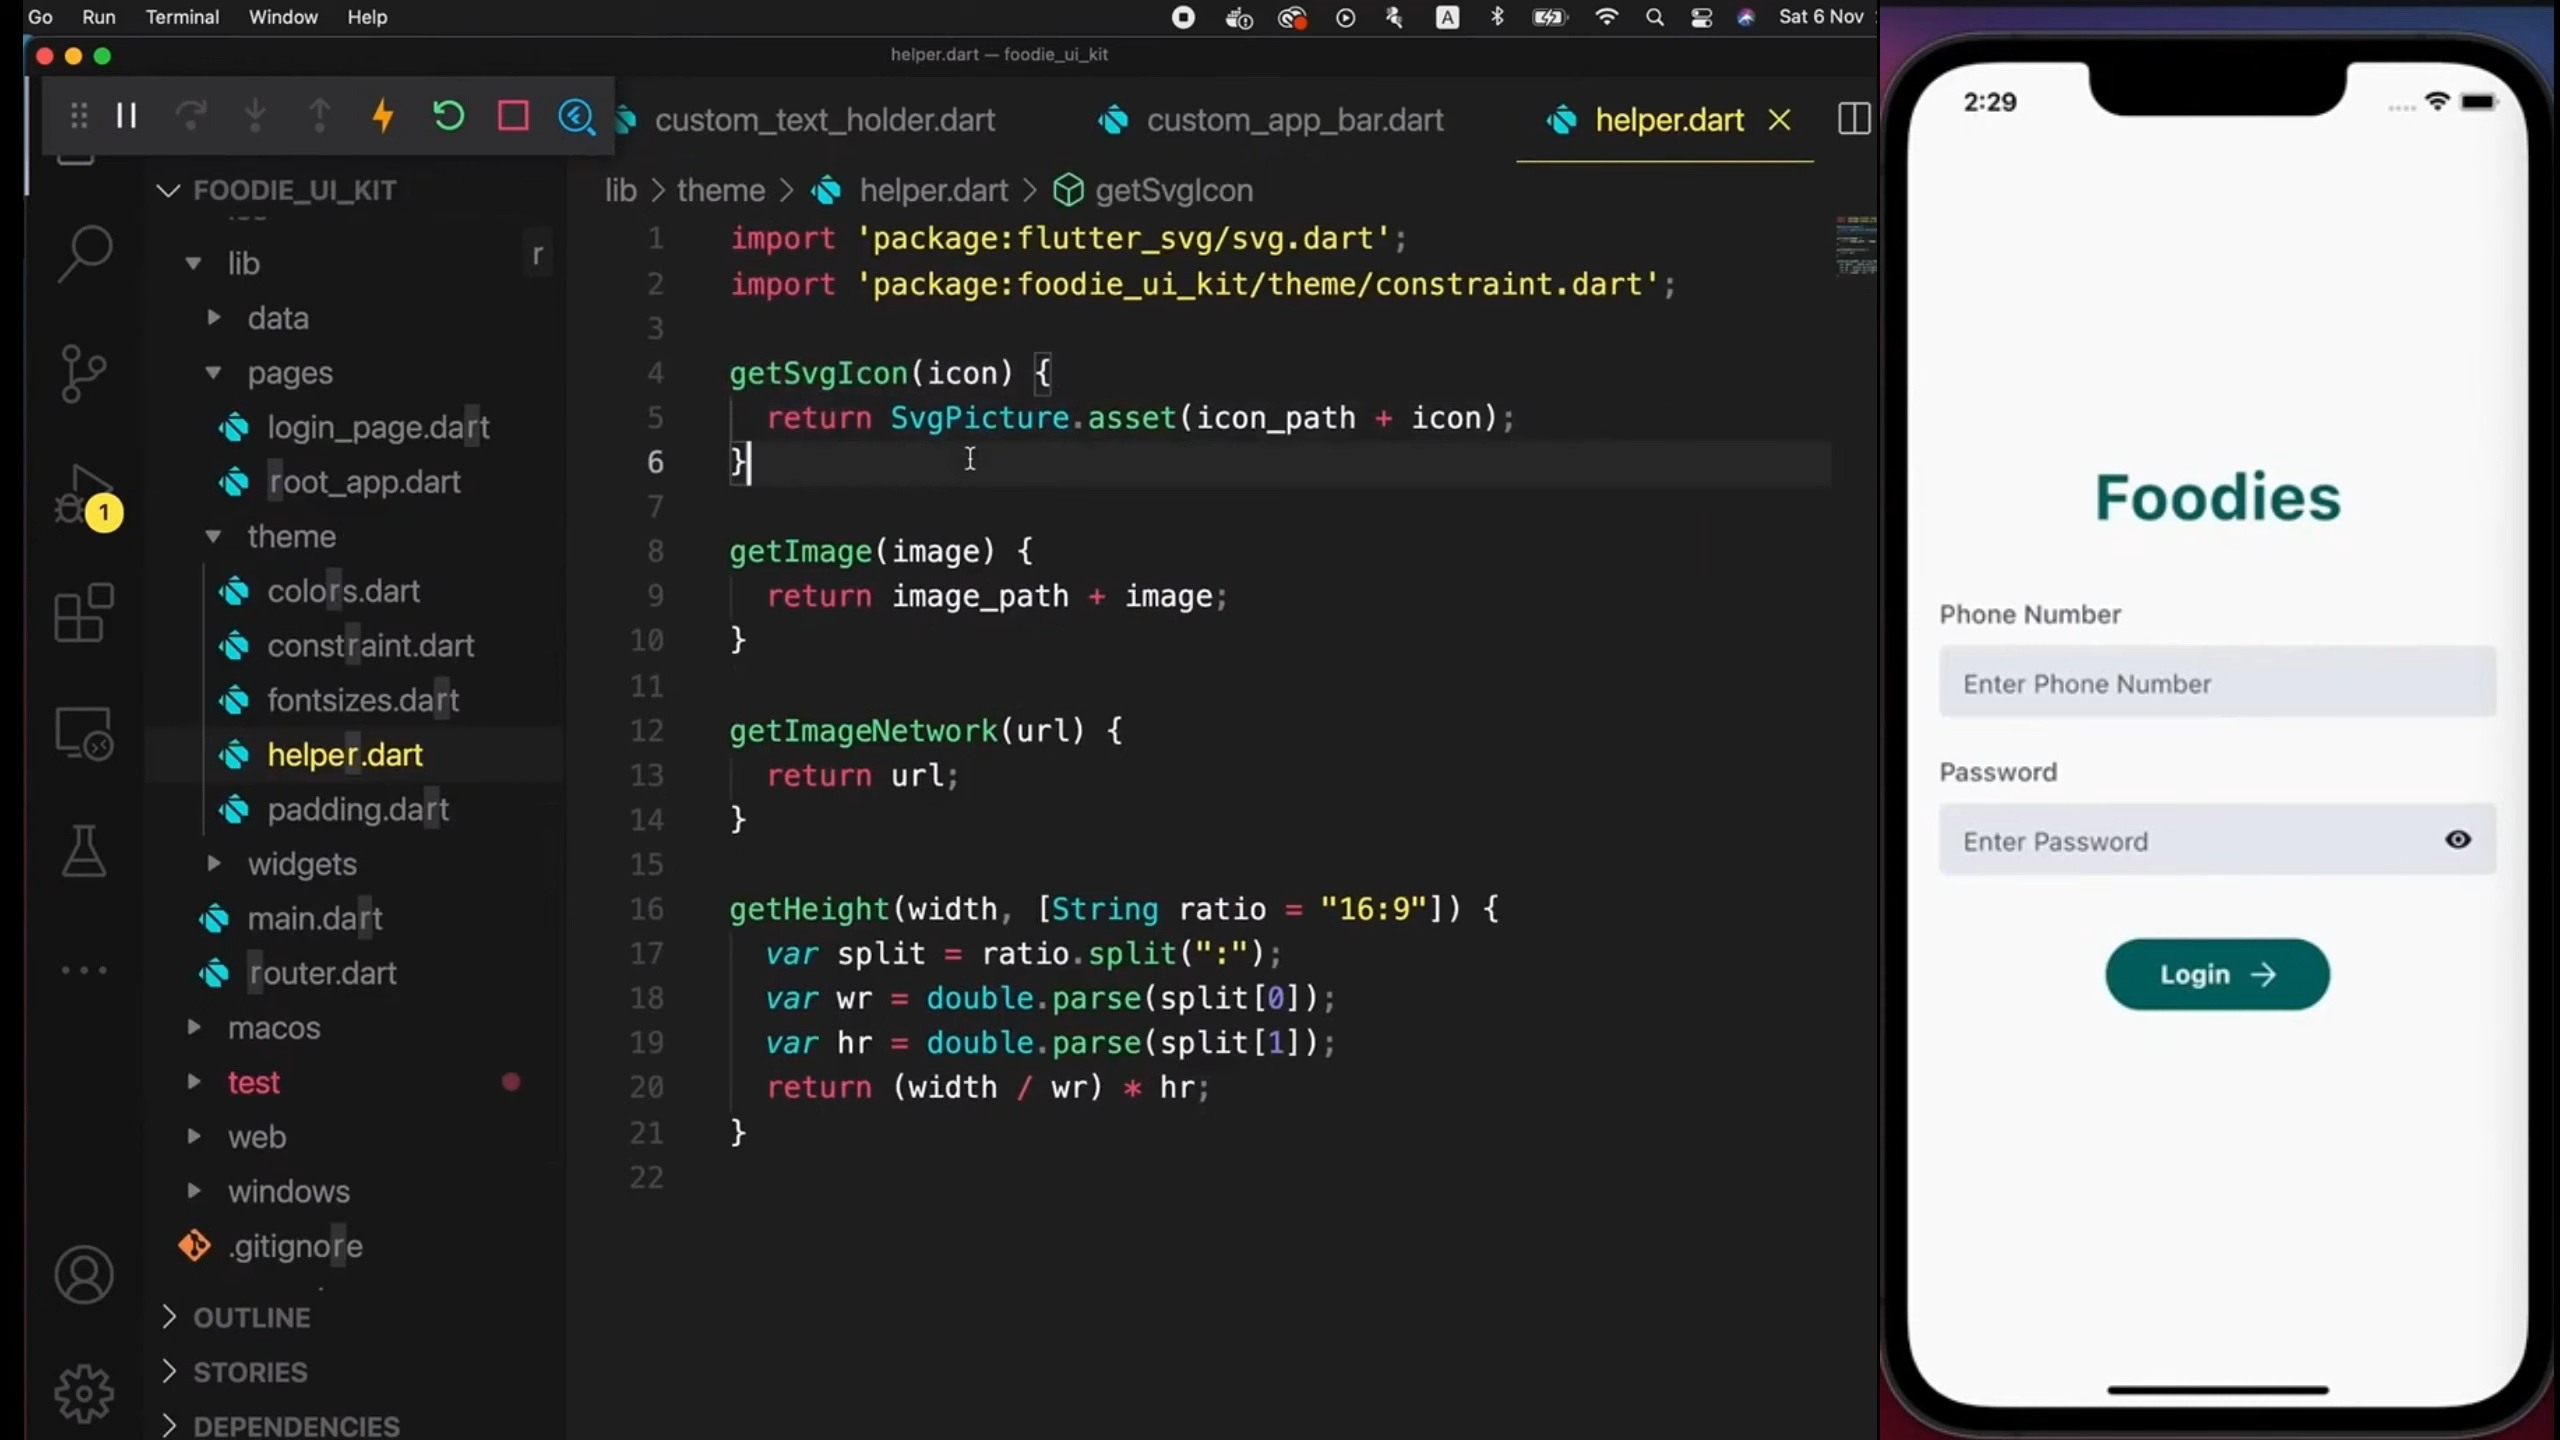 Go Run Terminal Window Help
A
Sat 6 Nov
helper.dart — foodie_ui_kit
custom_text_holder.dart
custom_app_bar.dart
helper.dart
FOODIE_UI_KIT
lib
r
data
pages
login_page.dart
root_app.dart
1
theme
colors.dart
constraint.dart
fontsizes.dart
helper.dart
padding.dart
widgets
main.dart
router.dart
macos
test
web
windows
.gitignore
OUTLINE
STORIES
DEPENDENCIES
lib > theme > helper.dart > getSvgIcon
1 import 'package:flutter_svg/svg.dart';
2 import 'package:foodie_ui_kit/theme/constraint.dart';
3
4 getSvgIcon(icon) {
5 return SvgPicture.asset(icon_path + icon);
6 }
7
8 getImage(image) {
9 return image_path + image;
10 }
11
12 getImageNetwork(url) {
13 return url;
14 }
15
16 getHeight(width, [String ratio = "16:9"]) {
17 var split = ratio.split(":");
18 var wr = double.parse(split[0]);
19 var hr = double.parse(split[1]);
20 return (width / wr) * hr;
21 }
22
2:29
Foodies
Phone Number
Enter Phone Number
Password
Enter Password
Login →